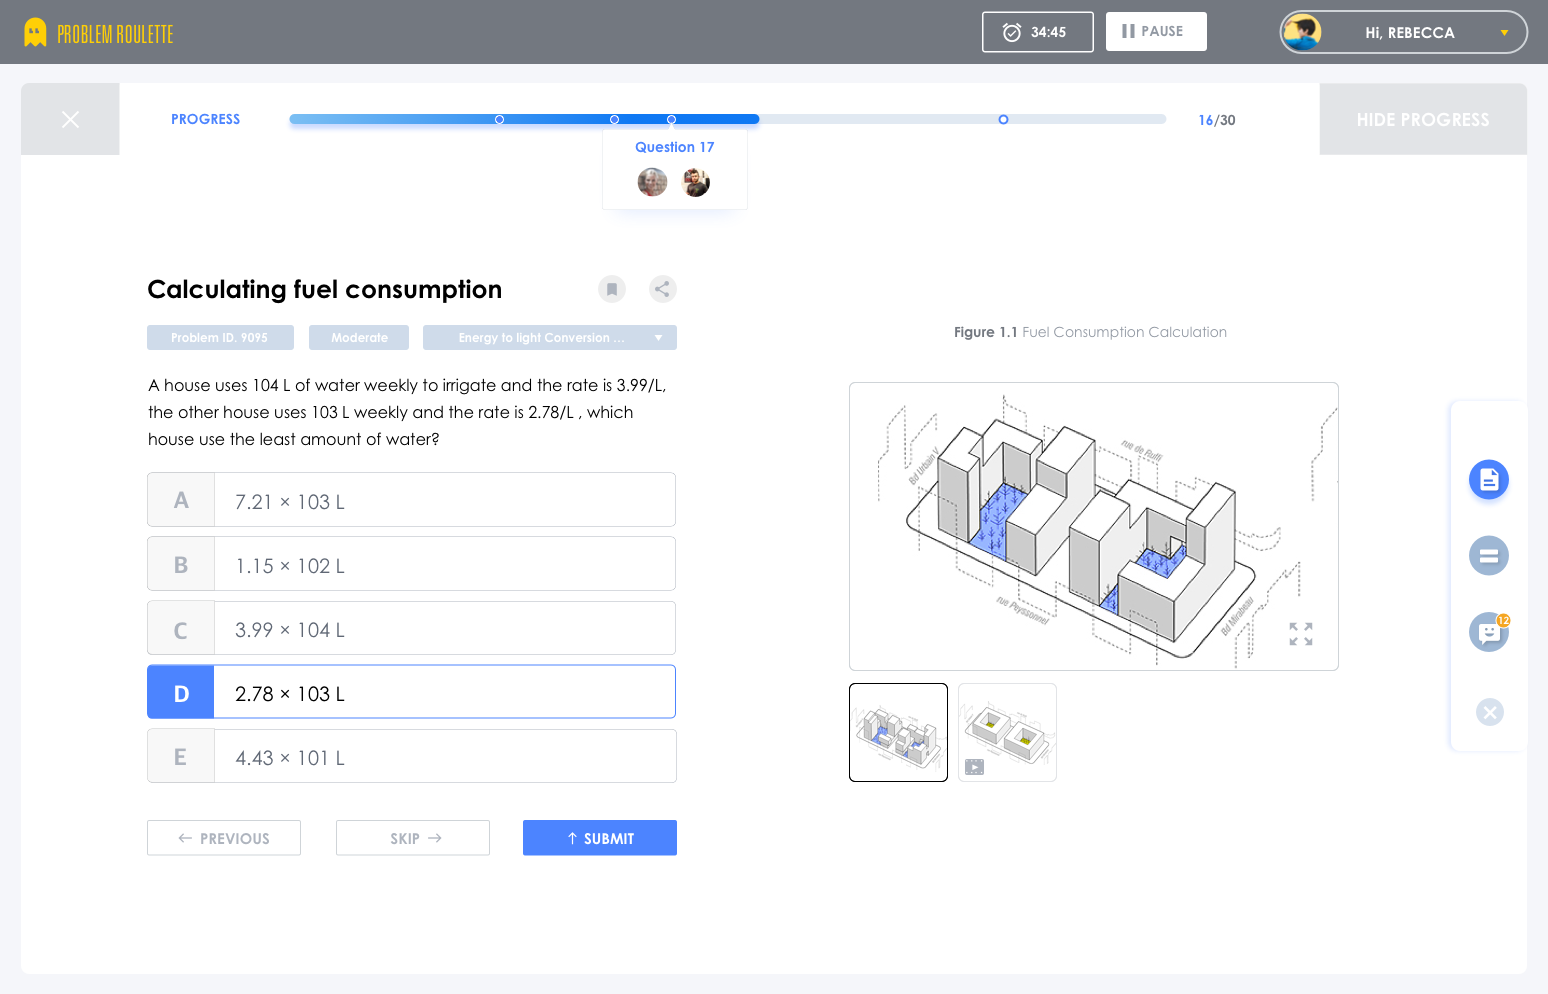 PROBLEM ROULETTE
34:45
PAUSE
Hi, REBECCA
PROGRESS
16/30
HIDE PROGRESS
Question 17
Calculating fuel consumption
Problem ID. 9095
Moderate
Energy to light Conversion ...
A house uses 104 L of water weekly to irrigate and the rate is 3.99/L,
the other house uses 103 L weekly and the rate is 2.78/L , which
house use the least amount of water?
A 7.21 × 103 L
B 1.15 × 102 L
C 3.99 × 104 L
D 2.78 × 103 L
E 4.43 × 101 L
← PREVIOUS
SKIP →
↑ SUBMIT
Figure 1.1 Fuel Consumption Calculation
Bd Urbain V
rue de Ruffi
rue Peyssonnel
Bd Mirabeau
12